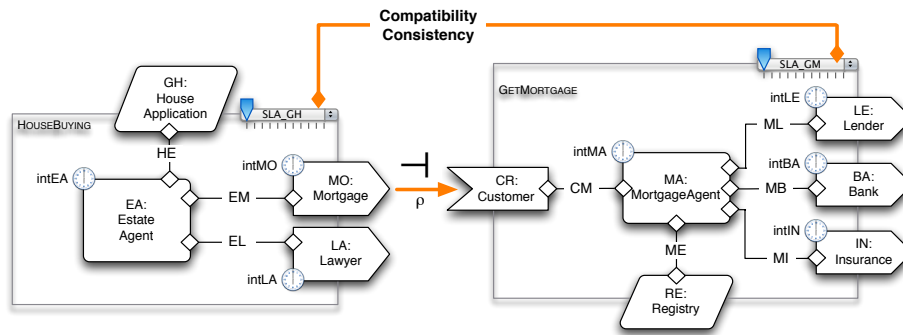 Compatibility
Consistency
HOUSEBUYING
GH:
House
Application
SLA_GH
HE
intEA
EA:
Estate
Agent
EM
EL
intMO
MO:
Mortgage
LA:
Lawyer
intLA
ρ
GETMORTGAGE
SLA_GM
CR:
Customer
CM
intMA
MA:
MortgageAgent
ML
MB
MI
ME
RE:
Registry
intLE
LE:
Lender
intBA
BA:
Bank
intIN
IN:
Insurance